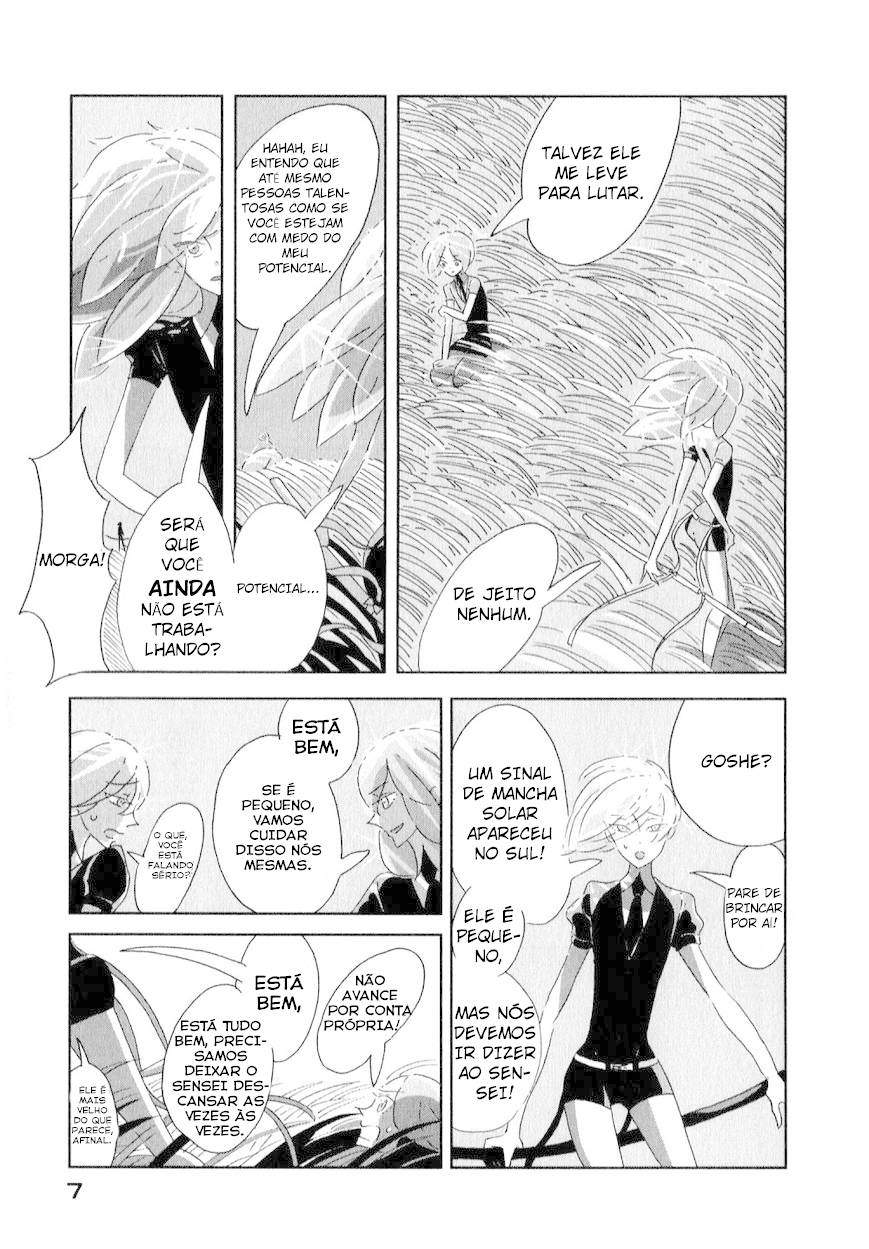 TALVEZ ELE
ME LEVE
PARA LUTAR.
DE JEITO
NENHUM.
HAHAH, EU
ENTENDO QUE
ATÉ MESMO
PESSOAS TALEN-
TOSAS COMO SE
VOCÊ ESTEJAM
COM MEDO DO
MEU
POTENCIAL.
POTENCIAL...
SERÁ
QUE
VOCÊ
AINDA
NÃO ESTÁ
TRABA-
LHANDO?
MORGA!
GOSHE?
PARE DE
BRINCAR
POR AÍ!
UM SINAL
DE MANCHA
SOLAR
APARECEU
NO SUL!
ELE É
PEQUE-
NO,
MAS NÓS
DEVEMOS
IR DIZER
AO SEN-
SEI!
ESTÁ
BEM,
SE É
PEQUENO,
VAMOS
CUIDAR
DISSO NÓS
MESMAS.
O QUE,
VOCÊ
ESTÁ
FALANDO
SÉRIO?
NÃO
AVANCE
POR CONTA
PRÓPRIA!
ESTÁ
BEM,
ESTÁ TUDO
BEM, PRECI-
SAMOS
DEIXAR O
SENSEI DES-
CANSAR AS
VEZES ÀS
VEZES.
ELE É
MAIS
VELHO
DO QUE
PARECE,
AFINAL.
7